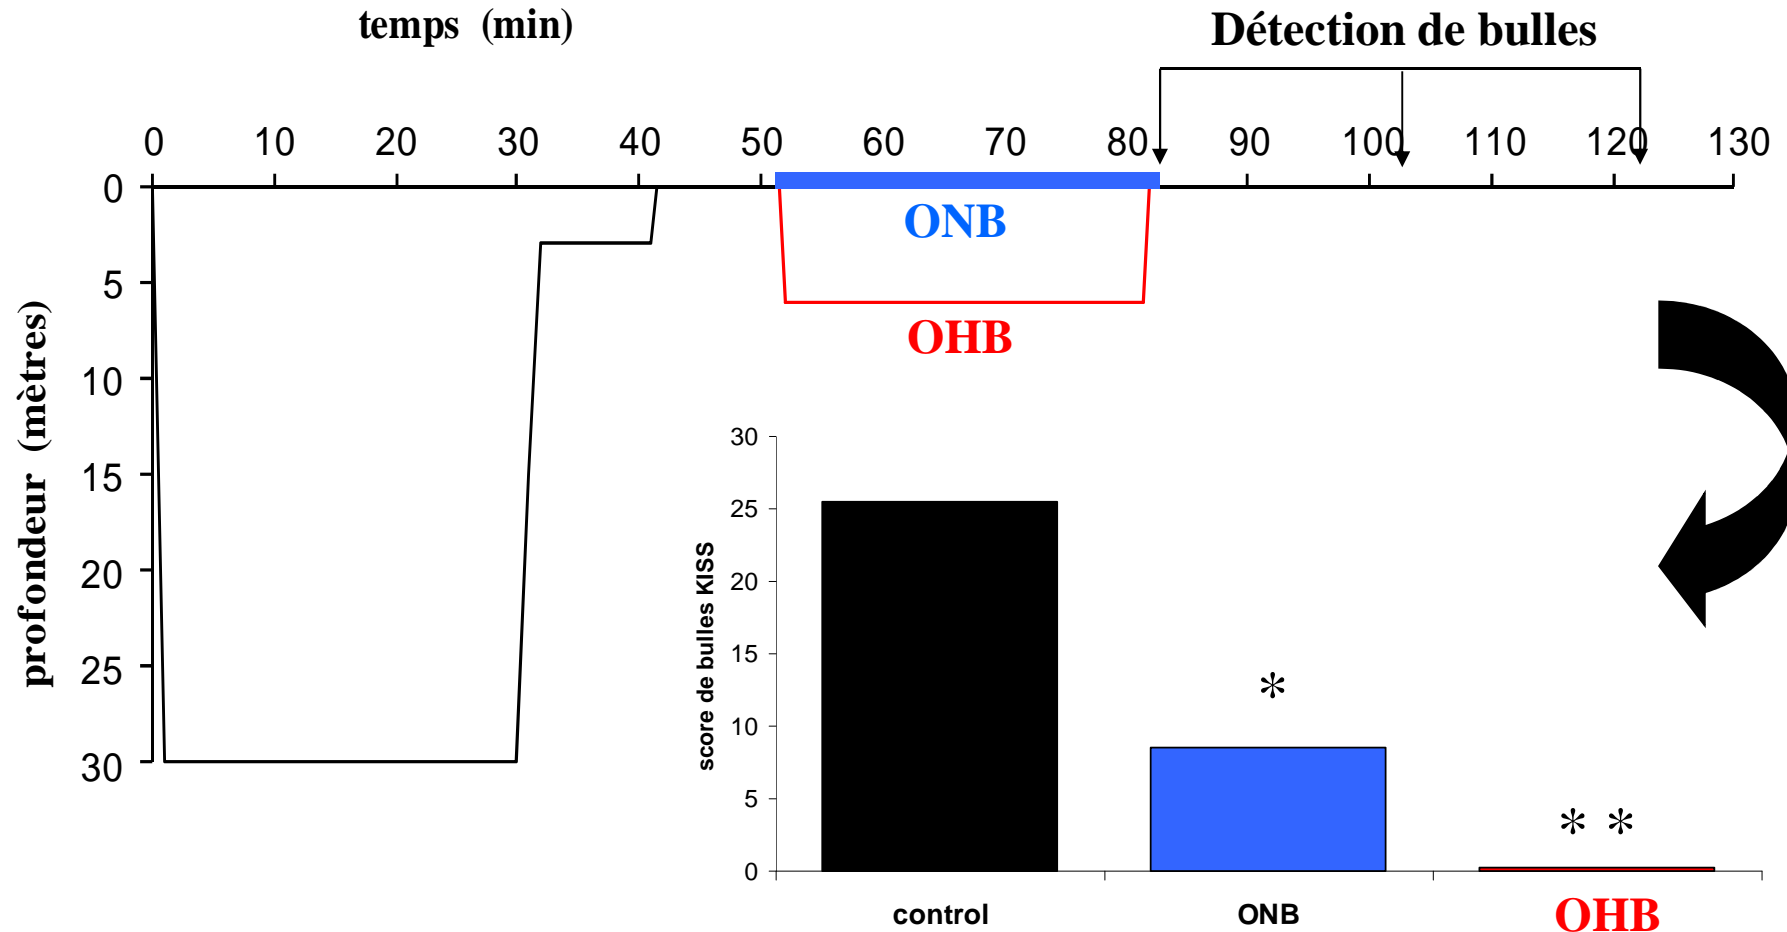 temps (min)
Détection de bulles
0 10 20 30 40 50 60 70 80 90 100 110 120 130
0
5
10
15
20
25
30
profondeur (mètres)
ONB
OHB
30
25
20
15
10
5
0
score de bulles KISS
*
* *
control ONB OHB